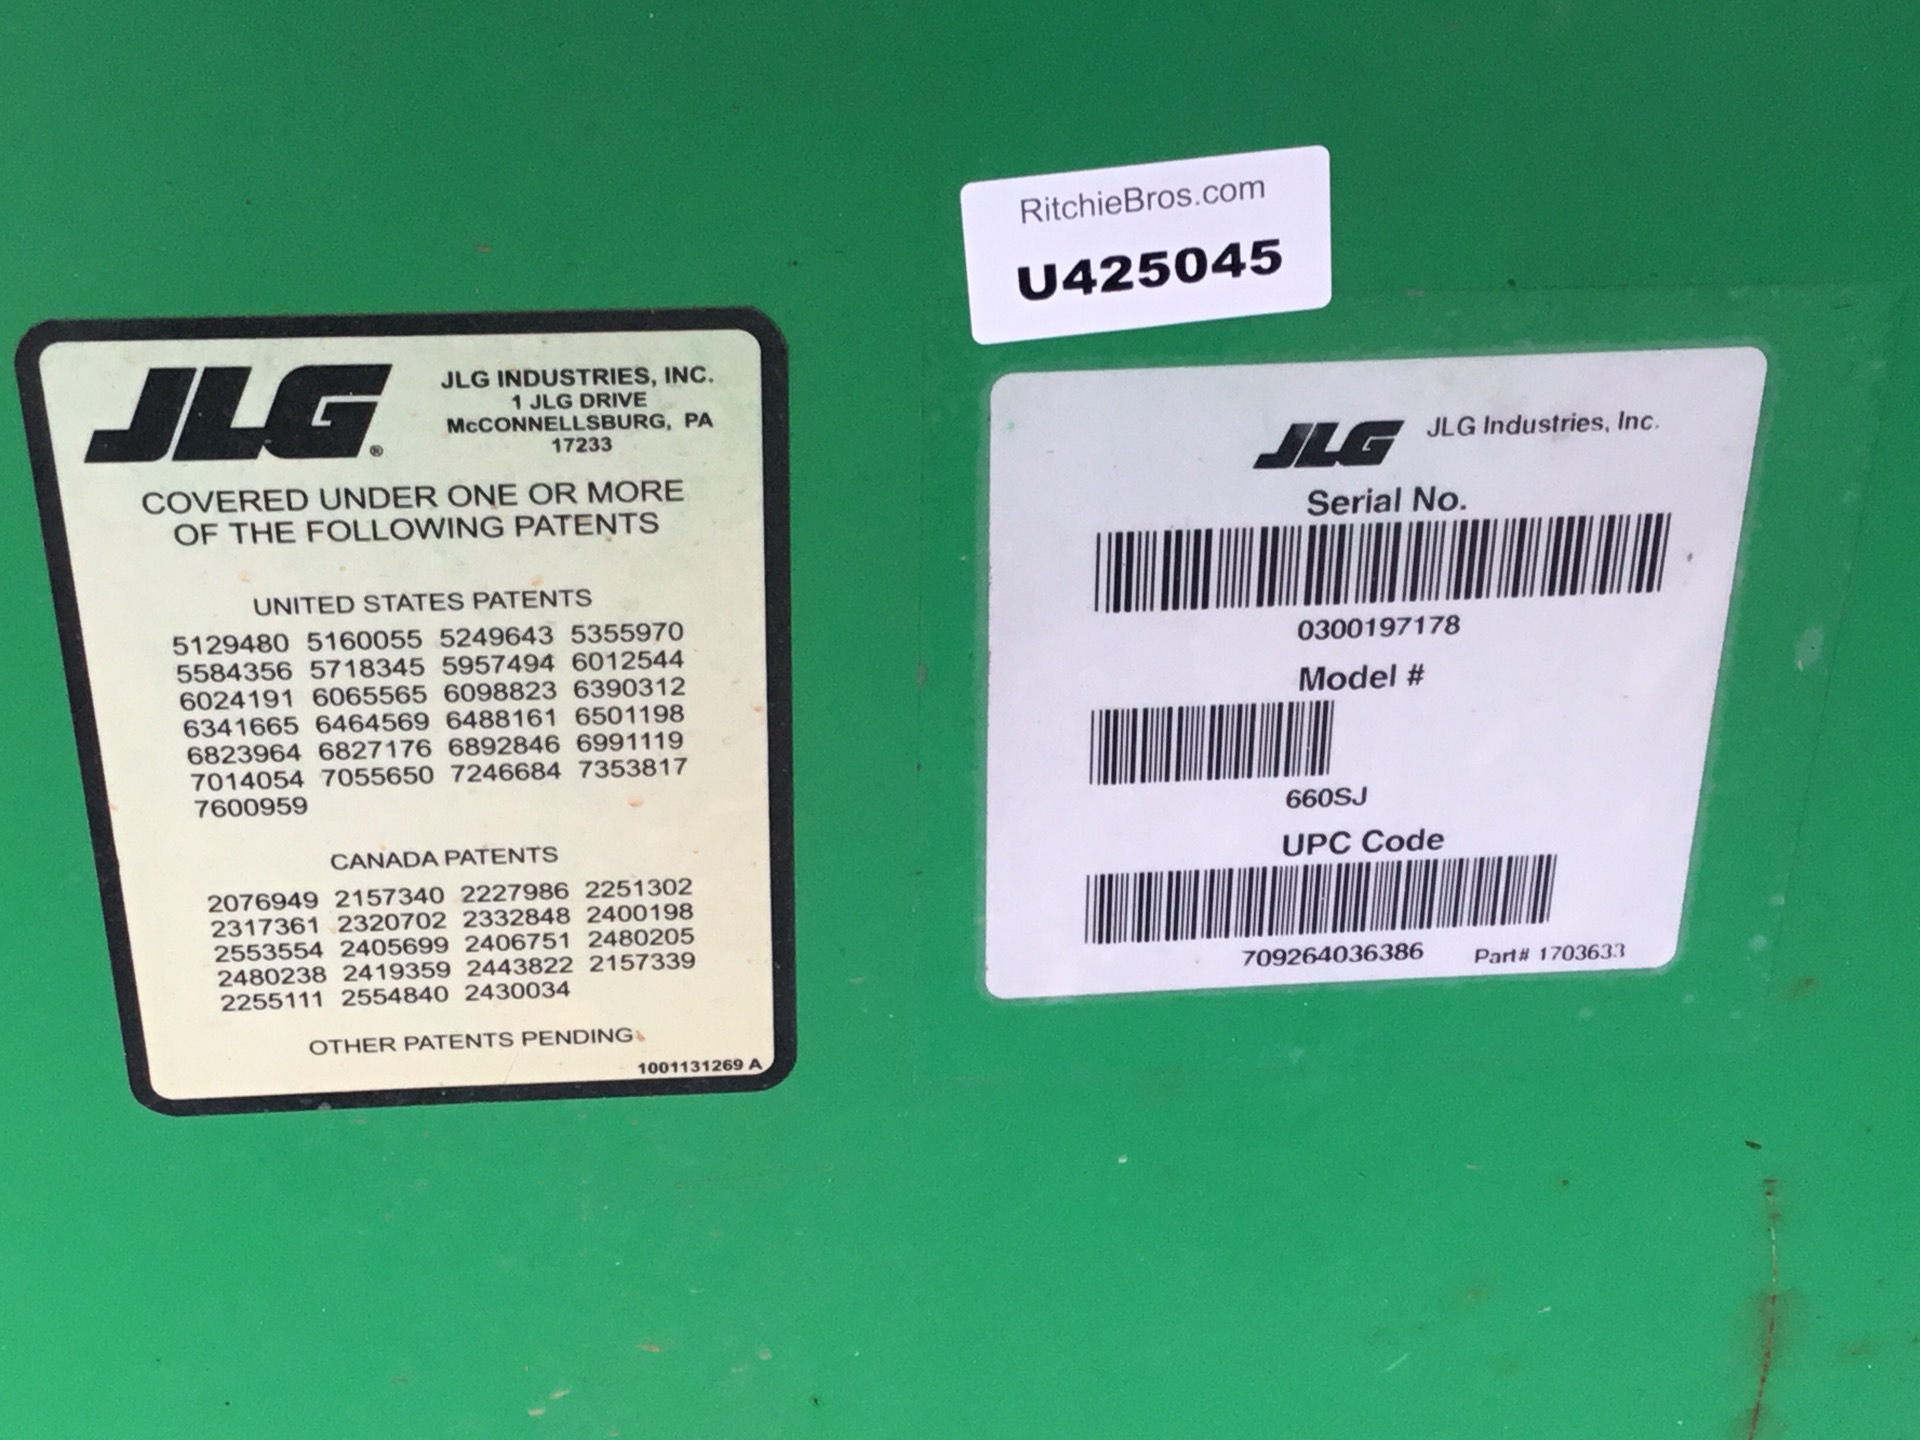 JLG®
JLG INDUSTRIES, INC.
1 JLG DRIVE
McCONNELLSBURG, PA
17233
COVERED UNDER ONE OR MORE
OF THE FOLLOWING PATENTS
UNITED STATES PATENTS
5129480 5160055 5249643 5355970
5584356 5718345 5957494 6012544
6024191 6065565 6098823 6390312
6341665 6464569 6488161 6501198
6823964 6827176 6892846 6991119
7014054 7055650 7246684 7353817
7600959
CANADA PATENTS
2076949 2157340 2227986 2251302
2317361 2320702 2332848 2400198
2553554 2405699 2406751 2480205
2480238 2419359 2443822 2157339
2255111 2554840 2430034
OTHER PATENTS PENDING
1001131269 A
RitchieBros.com
U425045
JLG JLG Industries, Inc.
Serial No.
0300197178
Model #
660SJ
UPC Code
709264036386 Part# 1703633